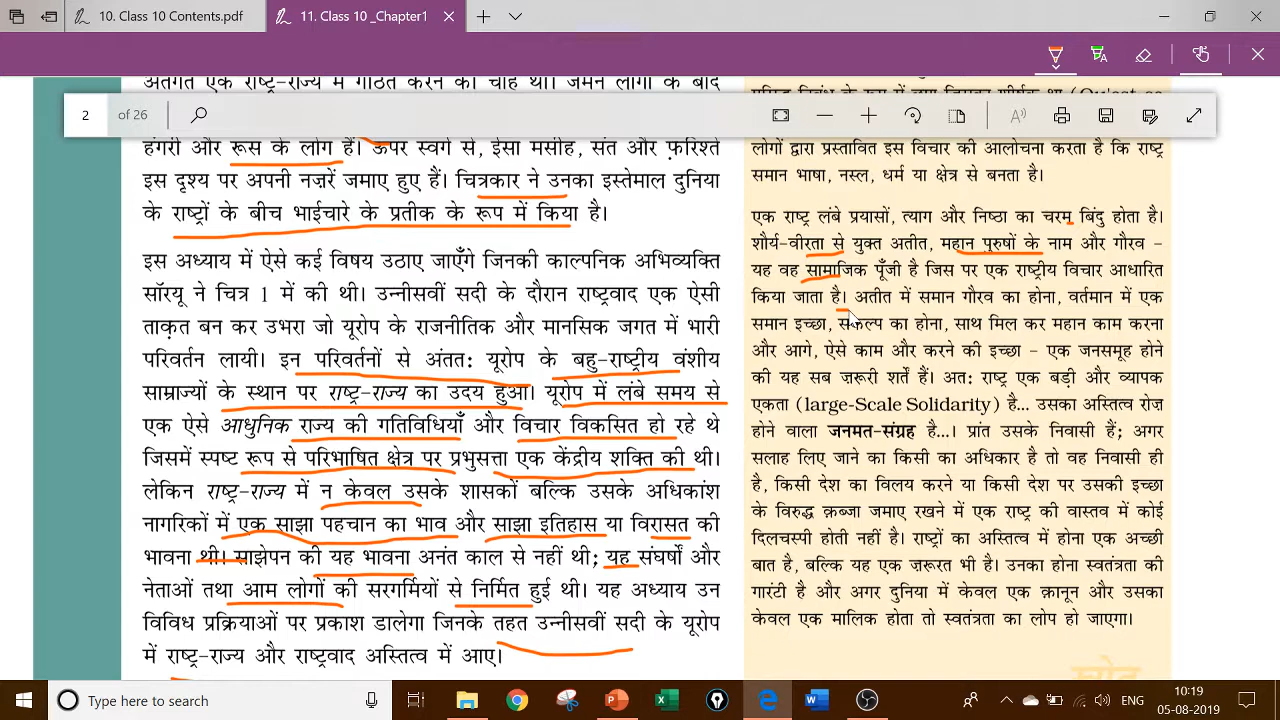 10. Class 10 Contents.pdf
11. Class 10 _Chapter1
2 of 26
अंतर्गत एक राष्ट्र-राज्य में गठित करने की चाह थी। जर्मन लोगों के बाद
हंगरी और रूस के लोग हैं। ऊपर स्वर्ग से, ईसा मसीह, संत और फ़रिश्ते
इस दृश्य पर अपनी नज़रें जमाए हुए हैं। चित्रकार ने उनका इस्तेमाल दुनिया
के राष्ट्रों के बीच भाईचारे के प्रतीक के रूप में किया है।
इस अध्याय में ऐसे कई विषय उठाए जाएँगे जिनकी काल्पनिक अभिव्यक्ति
सॉरयू ने चित्र 1 में की थी। उन्नीसवीं सदी के दौरान राष्ट्रवाद एक ऐसी
ताक़त बन कर उभरा जो यूरोप के राजनीतिक और मानसिक जगत में भारी
परिवर्तन लायी। इन परिवर्तनों से अंतत: यूरोप के बहु-राष्ट्रीय वंशीय
साम्राज्यों के स्थान पर राष्ट्र-राज्य का उदय हुआ। यूरोप में लंबे समय से
एक ऐसे आधुनिक राज्य की गतिविधियाँ और विचार विकसित हो रहे थे
जिसमें स्पष्ट रूप से परिभाषित क्षेत्र पर प्रभुसत्ता एक केंद्रीय शक्ति की थी।
लेकिन राष्ट्र-राज्य में न केवल उसके शासकों बल्कि उसके अधिकांश
नागरिकों में एक साझा पहचान का भाव और साझा इतिहास या विरासत की
भावना थी। साझेपन की यह भावना अनंत काल से नहीं थी; यह संघर्षों और
नेताओं तथा आम लोगों की सरगर्मियों से निर्मित हुई थी। यह अध्याय उन
विविध प्रक्रियाओं पर प्रकाश डालेगा जिनके तहत उन्नीसवीं सदी के यूरोप
में राष्ट्र-राज्य और राष्ट्रवाद अस्तित्व में आए।
लोगों द्वारा प्रस्तावित इस विचार की आलोचना करता है कि राष्ट्र
समान भाषा, नस्ल, धर्म या क्षेत्र से बनता है।
एक राष्ट्र लंबे प्रयासों, त्याग और निष्ठा का चरम बिंदु होता है।
शौर्य-वीरता से युक्त अतीत, महान पुरुषों के नाम और गौरव –
यह वह सामाजिक पूँजी है जिस पर एक राष्ट्रीय विचार आधारित
किया जाता है। अतीत में समान गौरव का होना, वर्तमान में एक
समान इच्छा, संकल्प का होना, साथ मिल कर महान काम करना
और आगे, ऐसे काम और करने की इच्छा – एक जनसमूह होने
की यह सब ज़रूरी शर्तें हैं। अत: राष्ट्र एक बड़ी और व्यापक
एकता (large-Scale Solidarity) है... उसका अस्तित्व रोज़
होने वाला जनमत-संग्रह है...। प्रांत उसके निवासी हैं; अगर
सलाह लिए जाने का किसी का अधिकार है तो वह निवासी ही
है, किसी देश का विलय करने या किसी देश पर उसकी इच्छा
के विरुद्ध क़ब्जा जमाए रखने में एक राष्ट्र की वास्तव में कोई
दिलचस्पी होती नहीं है। राष्ट्रों का अस्तित्व में होना एक अच्छी
बात है, बल्कि यह एक जरूरत भी है। उनका होना स्वतंत्रता की
गारंटी है और अगर दुनिया में केवल एक क़ानून और उसका
केवल एक मालिक होता तो स्वतंत्रता का लोप हो जाएगा।
स्रोत
Type here to search
ENG
10:19
05-08-2019